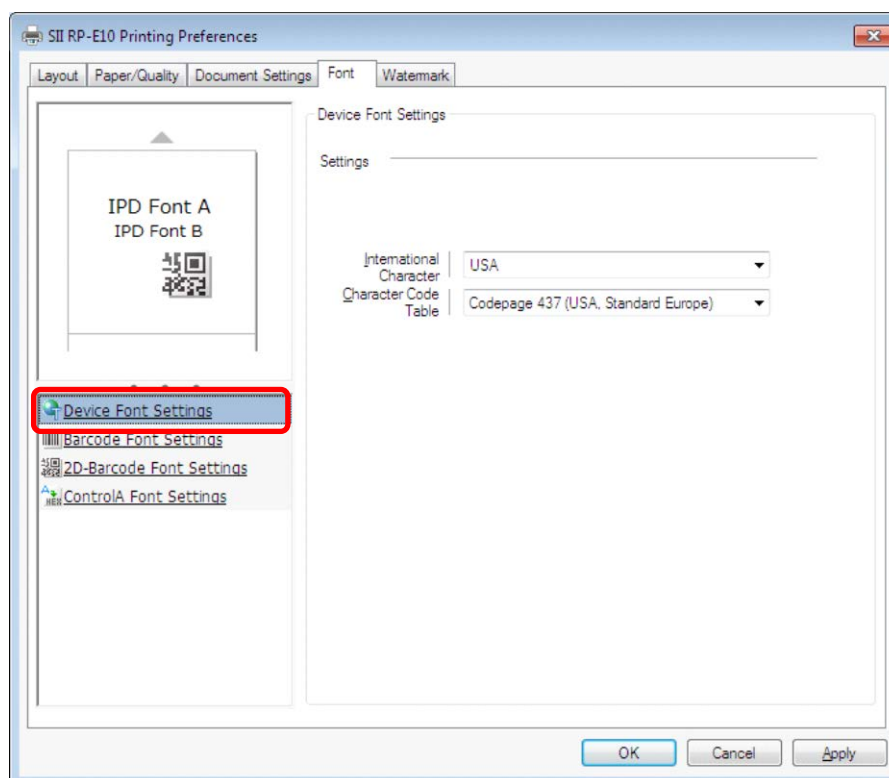 SII RP-E10 Printing Preferences
Layout Paper/Quality Document Settings Font Watermark
IPD Font A
IPD Font B
Device Font Settings
Barcode Font Settings
2D-Barcode Font Settings
A HEX ControlA Font Settings
Device Font Settings
Settings
International
Character
USA
Character Code
Table
Codepage 437 (USA, Standard Europe)
OK Cancel Apply